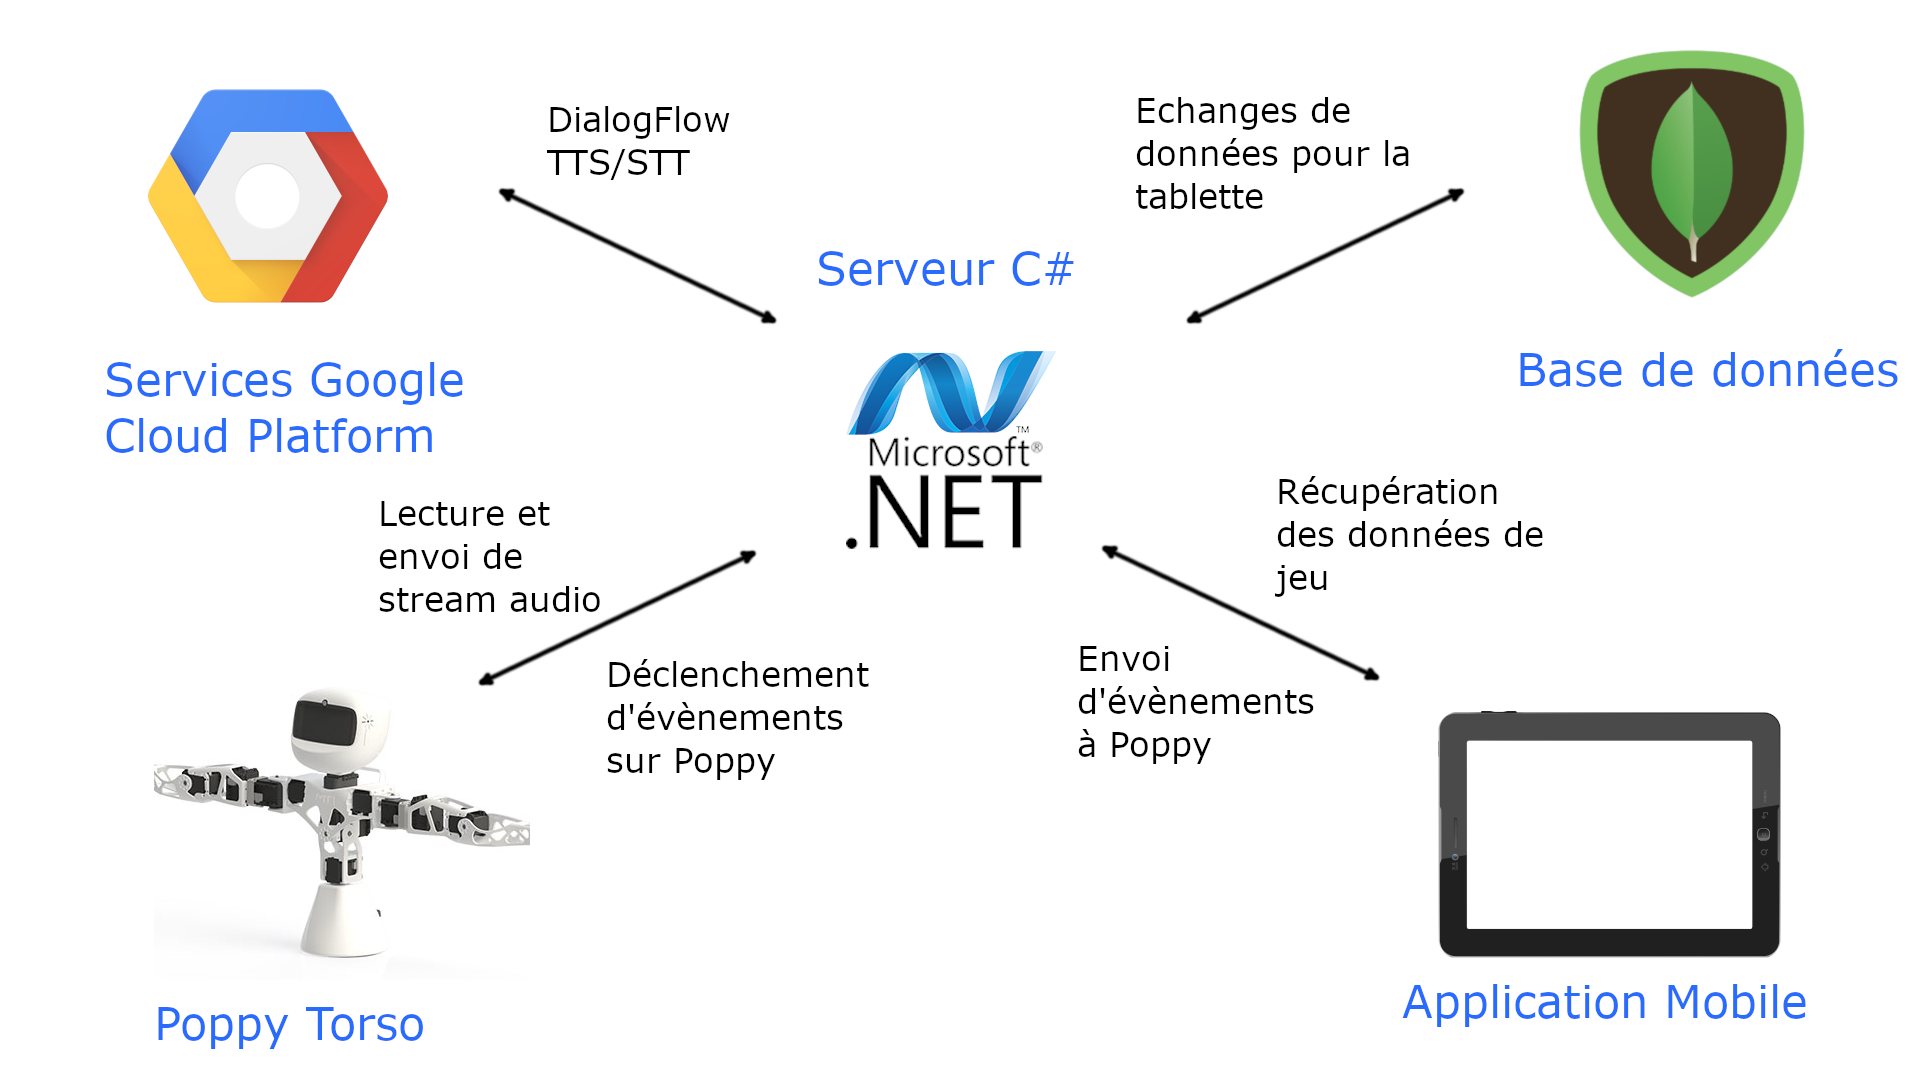 DialogFlow
TTS/STT
Echanges de
données pour la
tablette
Serveur C#
Services Google
Cloud Platform
Base de données
Microsoft®
.NET
™
Lecture et
envoi de
stream audio
Récupération
des données de
jeu
Déclenchement
d'évènements
sur Poppy
Envoi
d'évènements
à Poppy
Poppy Torso
Application Mobile